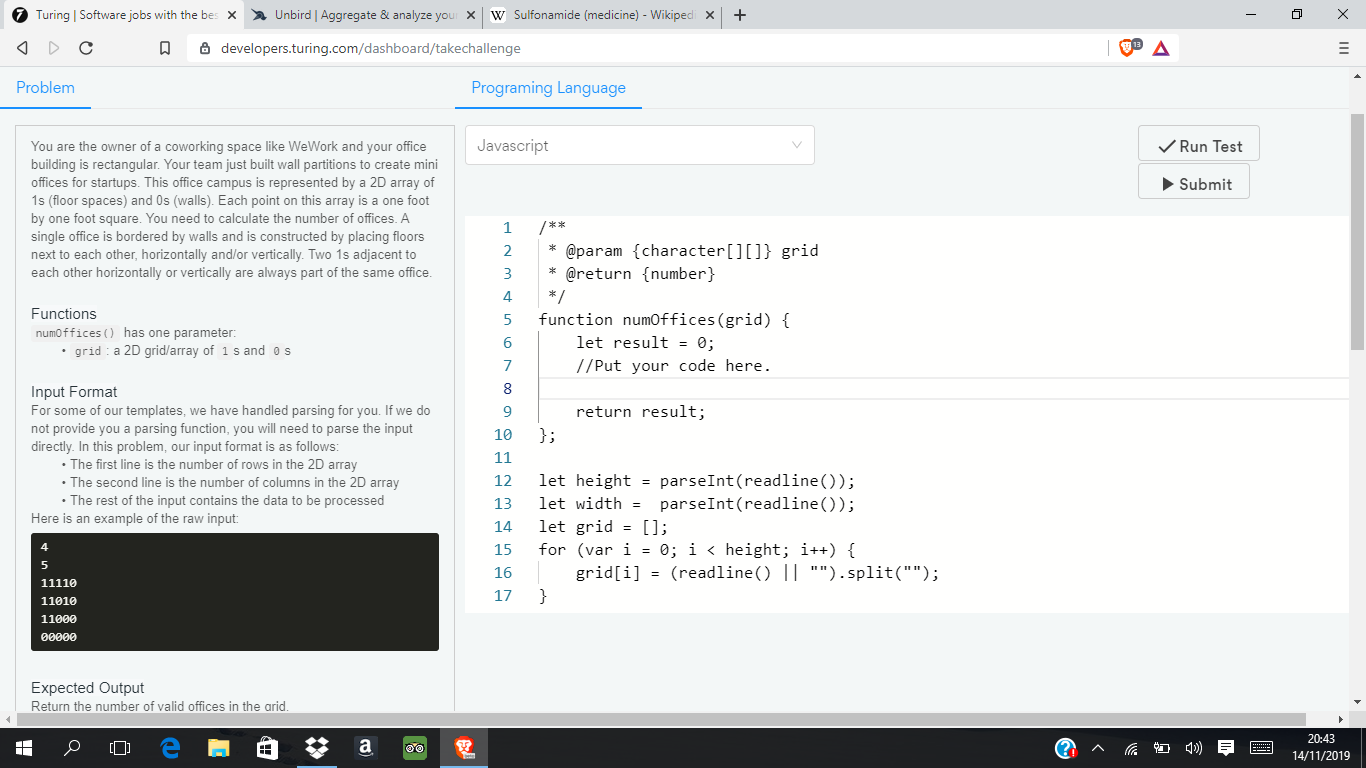 Turing | Software jobs with the bes
Unbird | Aggregate & analyze your
W Sulfonamide (medicine) - Wikipedi
developers.turing.com/dashboard/takechallenge
13
Problem
Programing Language
You are the owner of a coworking space like WeWork and your office
building is rectangular. Your team just built wall partitions to create mini
offices for startups. This office campus is represented by a 2D array of
1s (floor spaces) and 0s (walls). Each point on this array is a one foot
by one foot square. You need to calculate the number of offices. A
single office is bordered by walls and is constructed by placing floors
next to each other, horizontally and/or vertically. Two 1s adjacent to
each other horizontally or vertically are always part of the same office.
Functions
numOffices() has one parameter:
• grid : a 2D grid/array of 1 s and 0 s
Input Format
For some of our templates, we have handled parsing for you. If we do
not provide you a parsing function, you will need to parse the input
directly. In this problem, our input format is as follows:
• The first line is the number of rows in the 2D array
• The second line is the number of columns in the 2D array
• The rest of the input contains the data to be processed
Here is an example of the raw input:
4
5
11110
11010
11000
00000
Expected Output
Return the number of valid offices in the grid.
Javascript
Run Test
Submit
1 /**
2 * @param {character[][]} grid
3 * @return {number}
4 */
5 function numOffices(grid) {
6 let result = 0;
7 //Put your code here.
8
9 return result;
10 };
11
12 let height = parseInt(readline());
13 let width =  parseInt(readline());
14 let grid = [];
15 for (var i = 0; i < height; i++) {
16 grid[i] = (readline() || "").split("");
17 }
20:43
14/11/2019